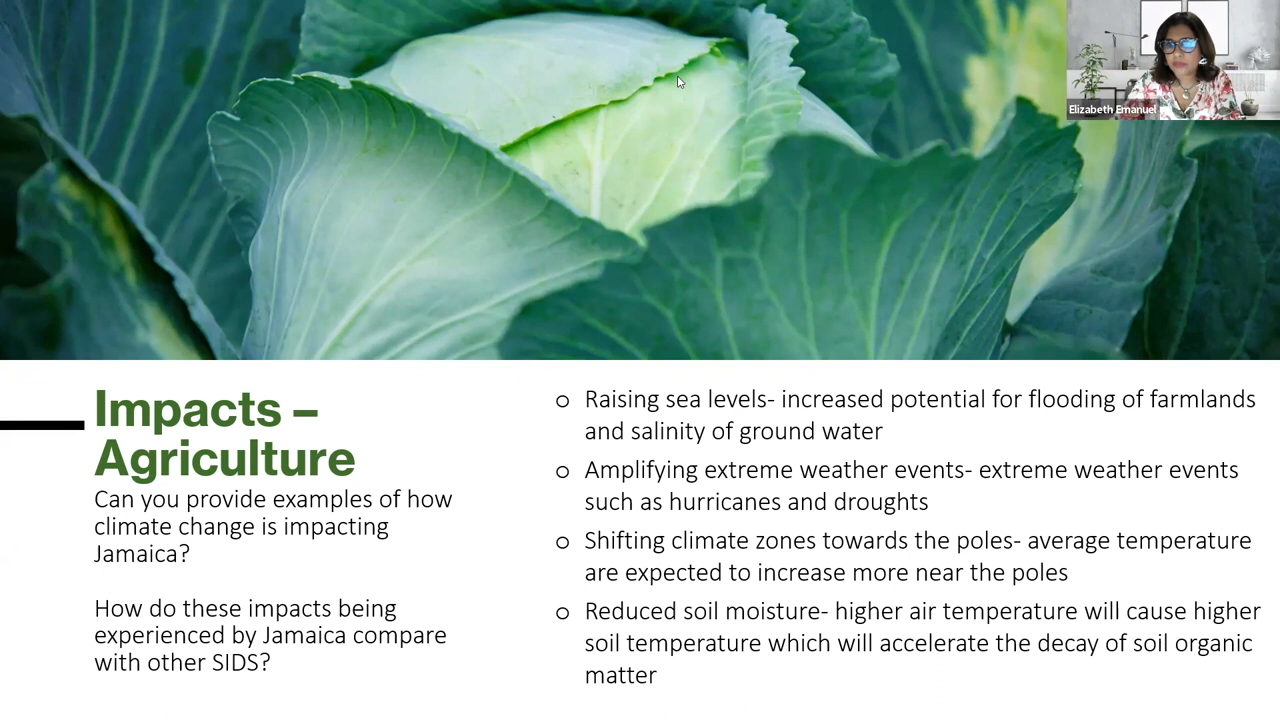 Elizabeth Emanuel
Impacts –
Agriculture
Can you provide examples of how
climate change is impacting
Jamaica?
How do these impacts being
experienced by Jamaica compare
with other SIDS?
o Raising sea levels- increased potential for flooding of farmlands
and salinity of ground water
o Amplifying extreme weather events- extreme weather events
such as hurricanes and droughts
o Shifting climate zones towards the poles- average temperature
are expected to increase more near the poles
o Reduced soil moisture- higher air temperature will cause higher
soil temperature which will accelerate the decay of soil organic
matter